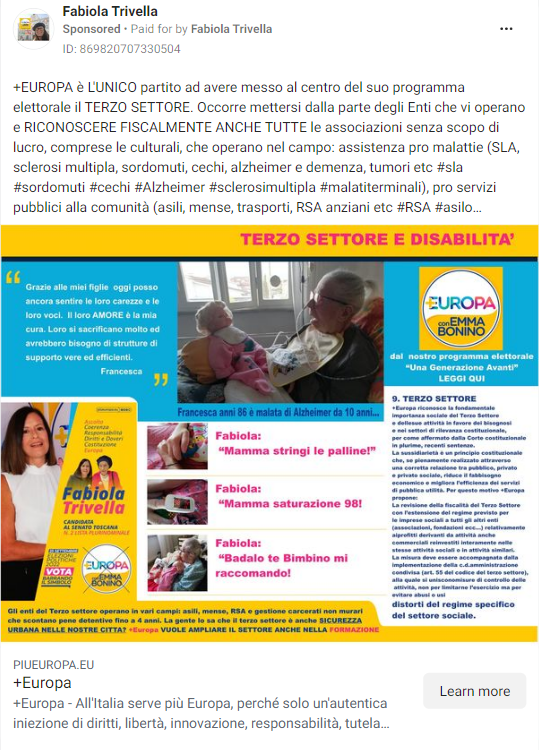 Fabiola Trivella
Sponsored • Paid for by Fabiola Trivella
ID: 869820707330504
+EUROPA è L'UNICO partito ad avere messo al centro del suo programma
elettorale il TERZO SETTORE. Occorre mettersi dalla parte degli Enti che vi operano
e RICONOSCERE FISCALMENTE ANCHE TUTTE le associazioni senza scopo di
lucro, comprese le culturali, che operano nel campo: assistenza pro malattie (SLA,
sclerosi multipla, sordomuti, cechi, alzheimer e demenza, tumori etc #sla
#sordomuti #cechi #Alzheimer #sclerosimultipla #malatiterminali), pro servizi
pubblici alla comunità (asili, mense, trasporti, RSA anziani etc #RSA #asilo…
TERZO SETTORE E DISABILITA'
“
Grazie alle miei figlie oggi posso
ancora sentire le loro carezze e le
loro voci. Il loro AMORE è la mia
cura. Loro si sacrificano molto ed
avrebbero bisogno di strutture di
supporto vere ed efficienti.
Francesca
”
Francesca anni 86 è malata di Alzheimer da 10 anni...
+EUROPA
con EMMA
BONINO
dal nostro programma elettorale
“Una Generazione Avanti”
LEGGI QUI
Ascolto
Coerenza
Responsabilità
Diritti e Doveri
Costituzione
Europa
Fabiola
Trivella
CANDIDATA
AL SENATO TOSCANA
N. 2 LISTA PLURINOMINALE
25 SETTEMBRE
ELEZIONI
POLITICHE
2022
VOTA
BARRANDO
IL SIMBOLO
+EUROPA
con EMMA
BONINO
Fabiola:
“Mamma stringi le palline!”
Fabiola:
“Mamma saturazione 98!
Fabiola:
“Badalo te Bimbino mi
raccomando!
9. TERZO SETTORE
+Europa riconosce la fondamentale
importanza sociale del Terzo Settore
e dellesue attività in favore dei bisognosi
e nei settori di rilevanza costituzionale,
per come affermato dalla Corte costituzionale
in plurime, recenti sentenze.
La sussidiarietà è un principio costituzionale
che, se pienamente realizzato attraverso
una corretta relazione tra pubblico, privato
e privato sociale, riduce il fabbisogno
economico e migliora l'efficienza dei servizi
di pubblica utilità. Per questo motivo +Europa
propone:
La revisione della fiscalità del Terzo Settore
con l'estensione del regime previsto per
le imprese sociali a tutti gli altri enti
(associazioni, fondazioni ecc...) relativamente
aiprofitti derivanti da attività anche
commerciali reinvestiti interamente nelle
stesse attività sociali o in attività similari.
La misura deve essere accompagnata dalla
implementazione della c.d.amministrazione
condivisa (art. 55 del codice del terzo settore),
alla quale si unisconomisure di controllo delle
attività, non per limitarne l'esercizio ma per
evitare abusi o usi
distorti del regime specifico
del settore sociale.
Gli enti del Terzo settore operano in vari campi: asili, mense, RSA e gestione carcerati non murari
che scontano pene detentive fino a 4 anni. La gente lo sa che il terzo settore è anche SICUREZZA
URBANA NELLE NOSTRE CITTA? +Europa VUOLE AMPLIARE IL SETTORE ANCHE NELLA FORMAZIONE
PIUEUROPA.EU
+Europa
+Europa - All'Italia serve più Europa, perché solo un'autentica
iniezione di diritti, libertà, innovazione, responsabilità, tutela…
Learn more